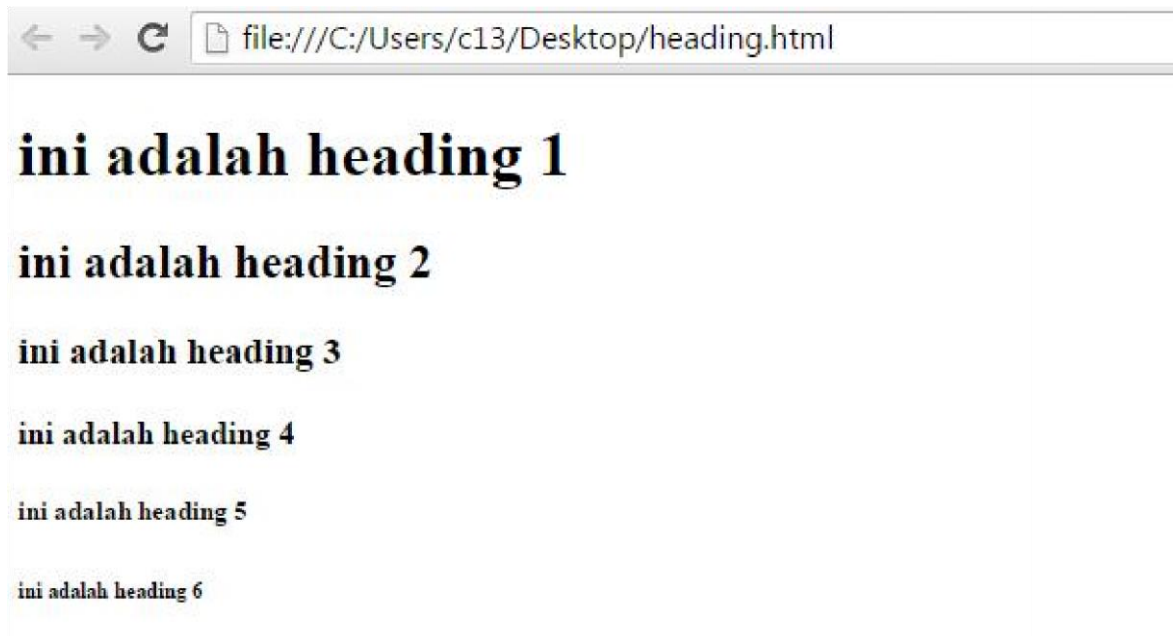 file:///C:/Users/c13/Desktop/heading.html
ini adalah heading 1
ini adalah heading 2
ini adalah heading 3
ini adalah heading 4
ini adalah heading 5
ini adalah heading 6